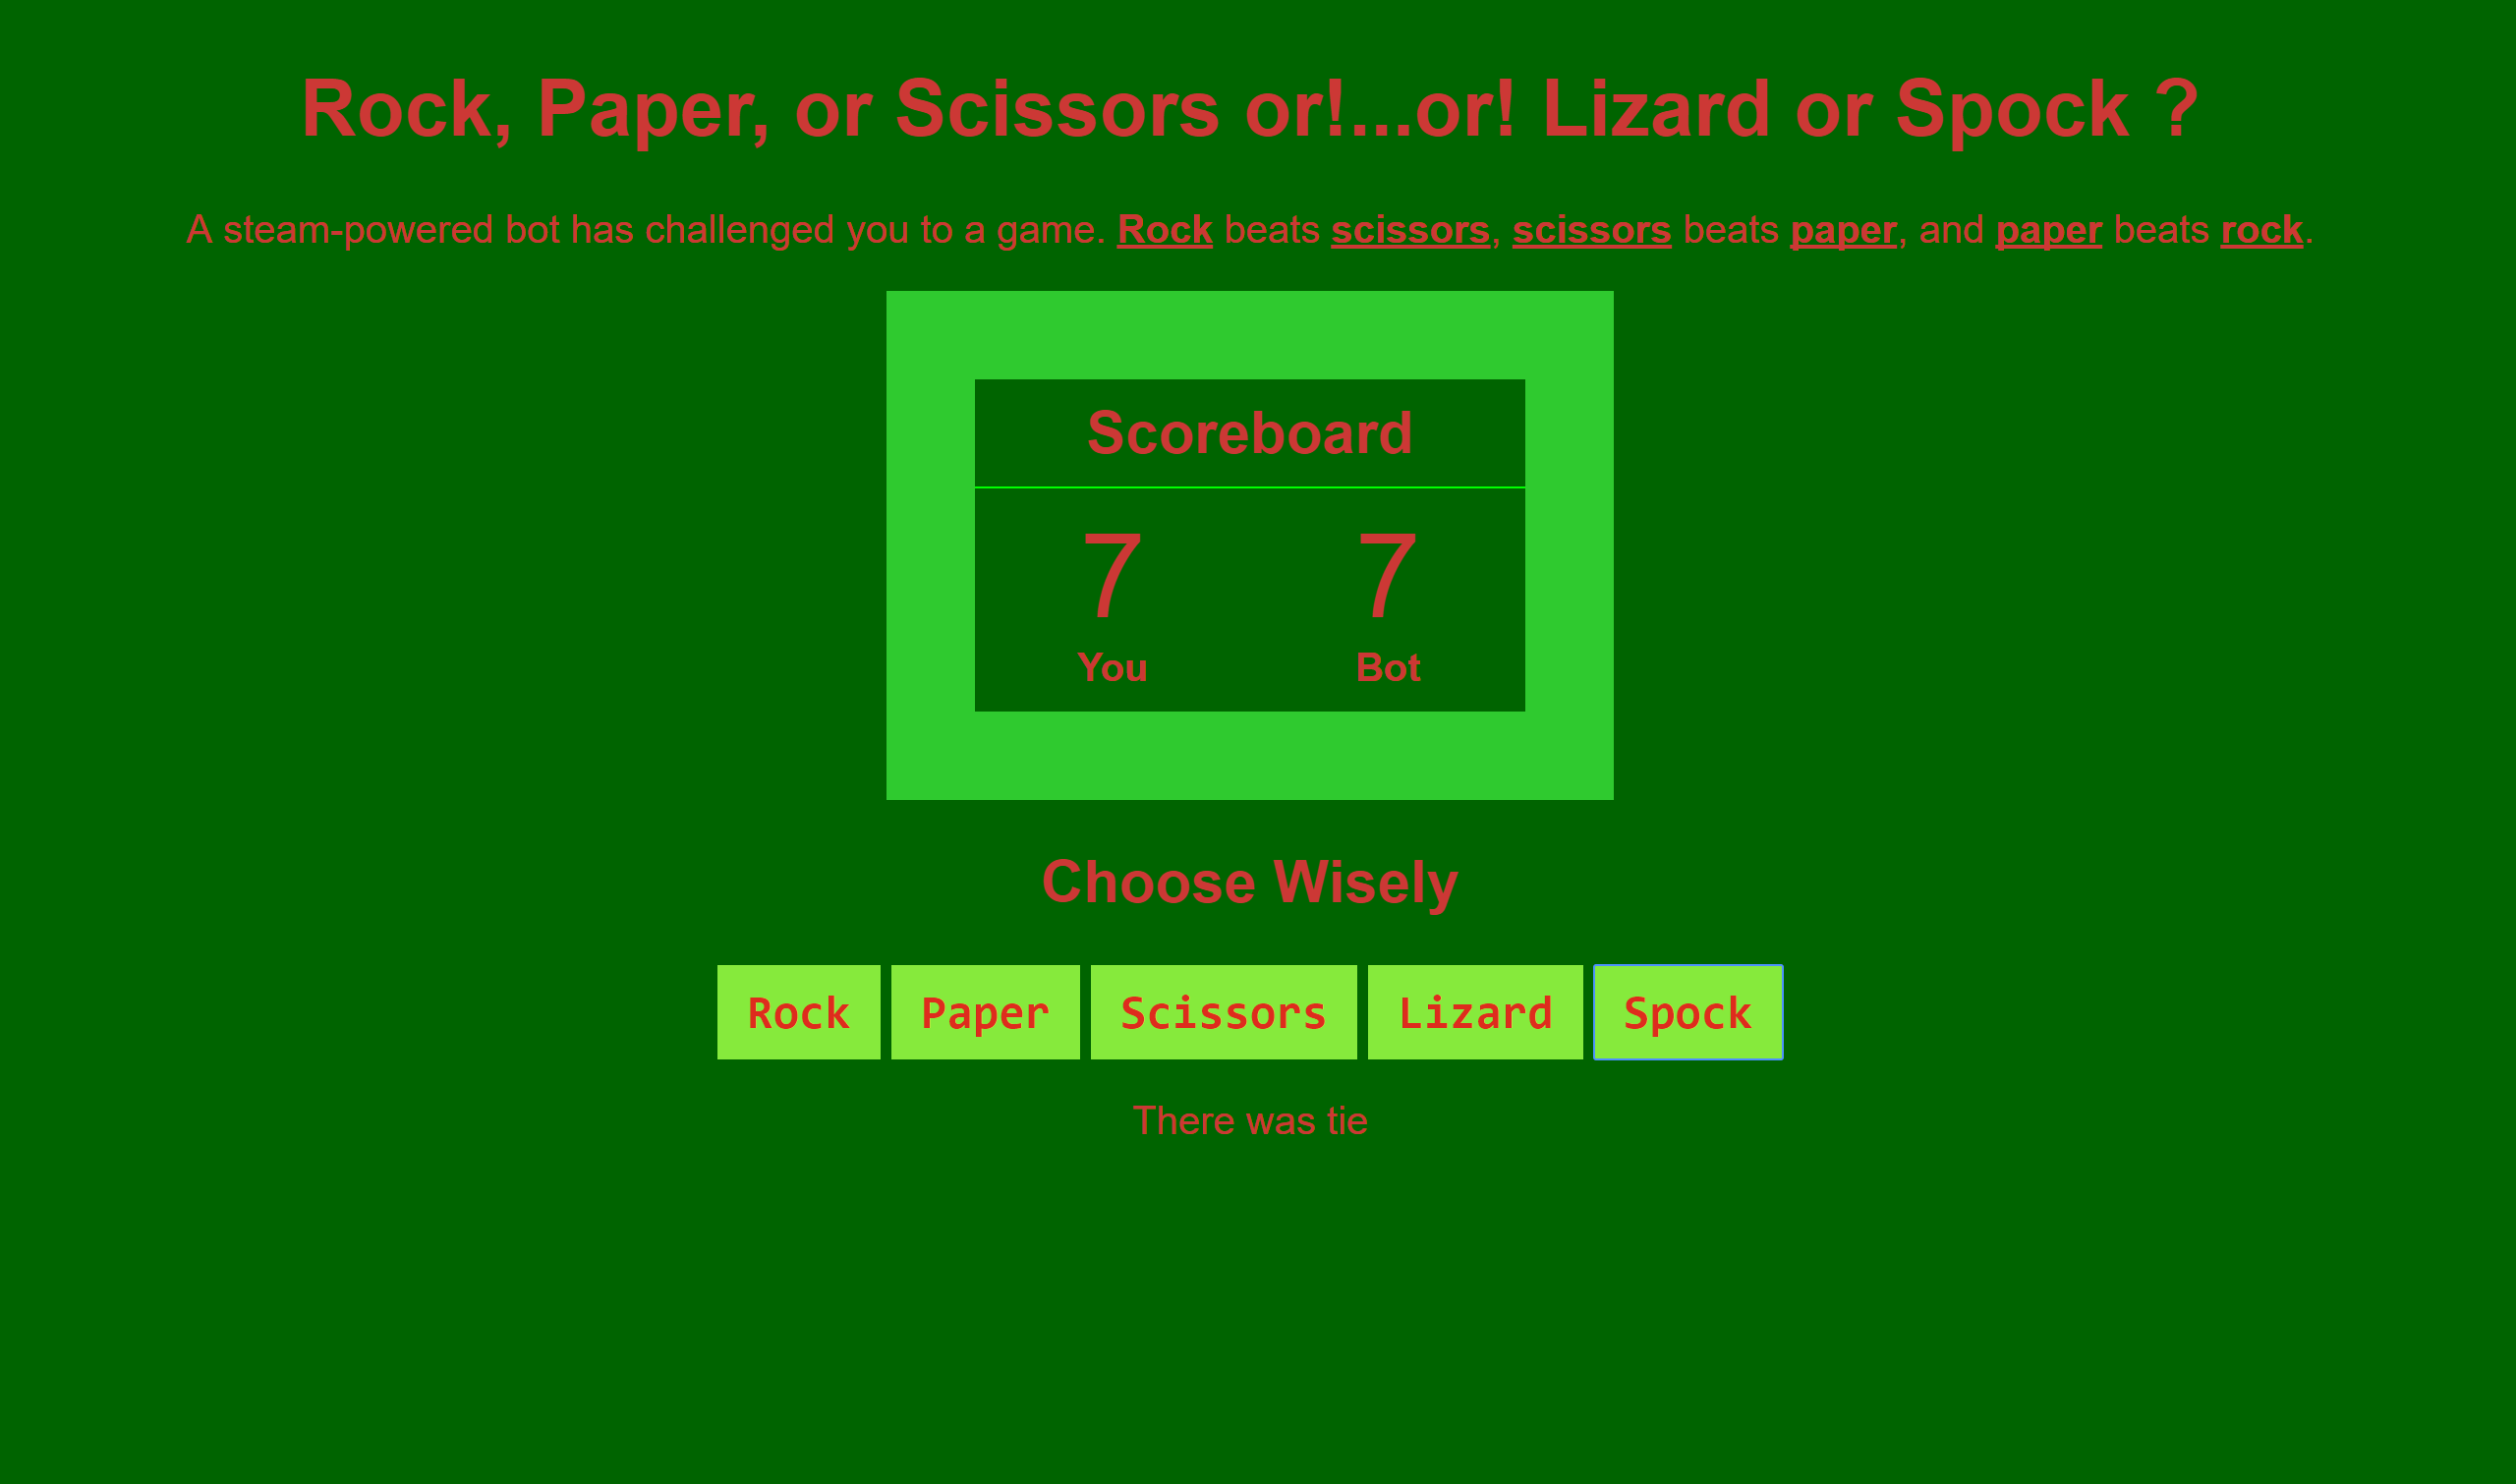 Rock, Paper, or Scissors or!...or! Lizard or Spock ?
A steam-powered bot has challenged you to a game. Rock beats scissors, scissors beats paper, and paper beats rock.
Scoreboard
7 7
You Bot
Choose Wisely
Rock Paper Scissors Lizard Spock
There was tie